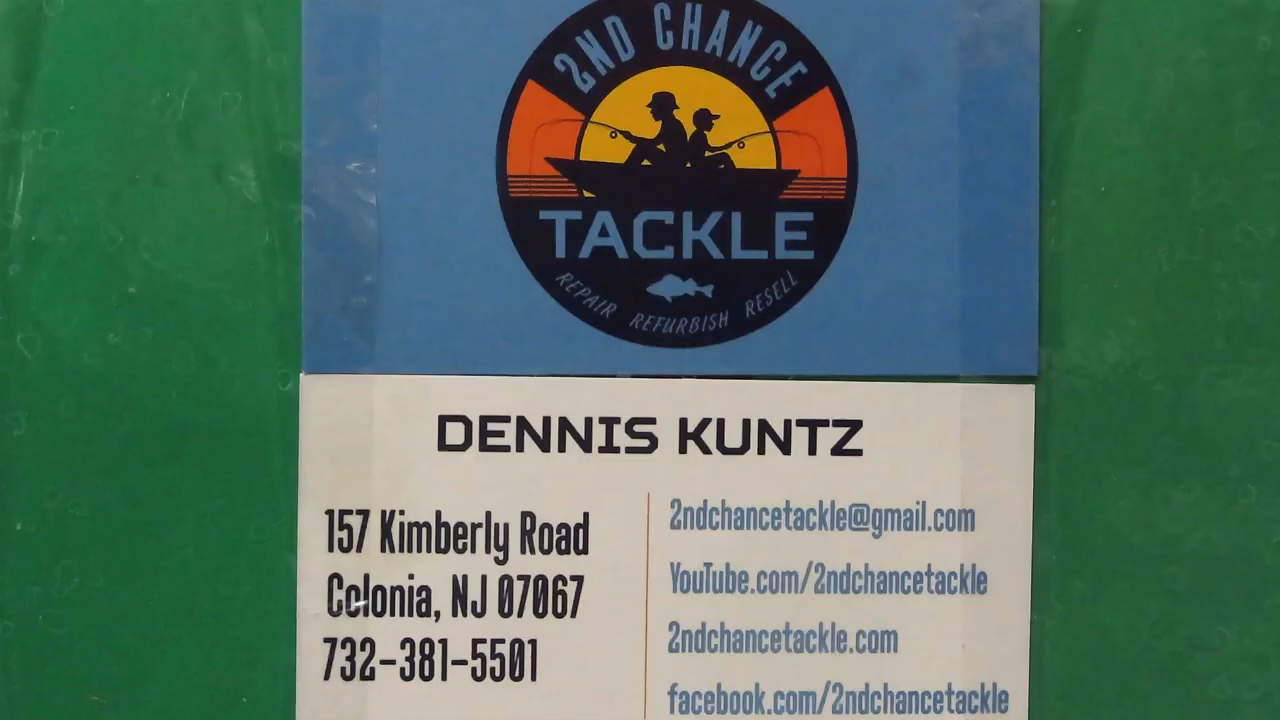 2ND CHANCE
TACKLE
REPAIR REFURBISH RESELL
DENNIS KUNTZ
157 Kimberly Road
Colonia, NJ 07067
732-381-5501
2ndchancetackle@gmail.com
YouTube.com/2ndchancetackle
2ndchancetackle.com
facebook.com/2ndchancetackle